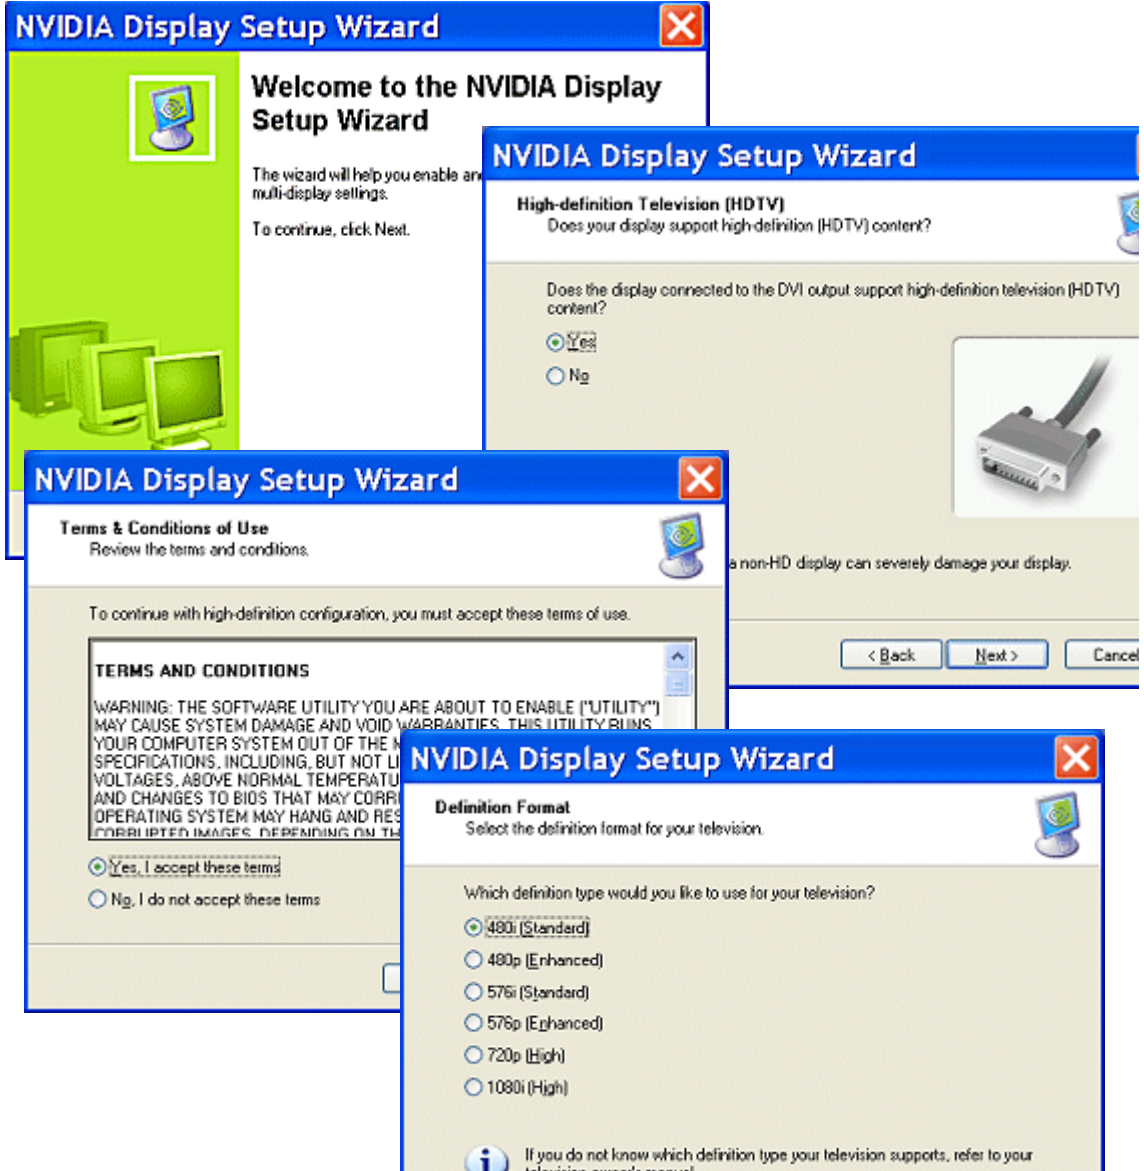 NVIDIA Display Setup Wizard
Welcome to the NVIDIA Display
Setup Wizard
The wizard will help you enable
multi-display settings.
To continue, click Next.
NVIDIA Display Setup Wizard
High-definition Television (HDTV)
Does your display support high-definition (HDTV) content?
Does the display connected to the DVI output support high-definition television (HDTV)
content?
Yes
No
a non-HD display can severely damage your display.
< Back
Next >
Cancel
NVIDIA Display Setup Wizard
Terms & Conditions of Use
Review the terms and conditions.
To continue with high-definition configuration, you must accept these terms of use.
TERMS AND CONDITIONS
WARNING: THE SOFTWARE UTILITY YOU ARE ABOUT TO ENABLE ("UTILITY")
MAY CAUSE SYSTEM DAMAGE AND VOID WARRANTIES. THIS UTILITY RUNS
YOUR COMPUTER SYSTEM OUT OF THE
SPECIFICATIONS, INCLUDING, BUT NOT
VOLTAGES, ABOVE NORMAL
AND CHANGES TO BIOS THAT MAY
OPERATING SYSTEM MAY HANG AND
CORRUPTED IMAGES. DEPENDING ON
Yes, I accept these terms
No, I do not accept these terms
NVIDIA Display Setup Wizard
Definition Format
Select the definition format for your television.
Which definition type would you like to use for your television?
480i (Standard)
480p (Enhanced)
576i (Standard)
576p (Enhanced)
720p (High)
1080i (High)
If you do not know which definition type your television supports, refer to your
television owner's manual.